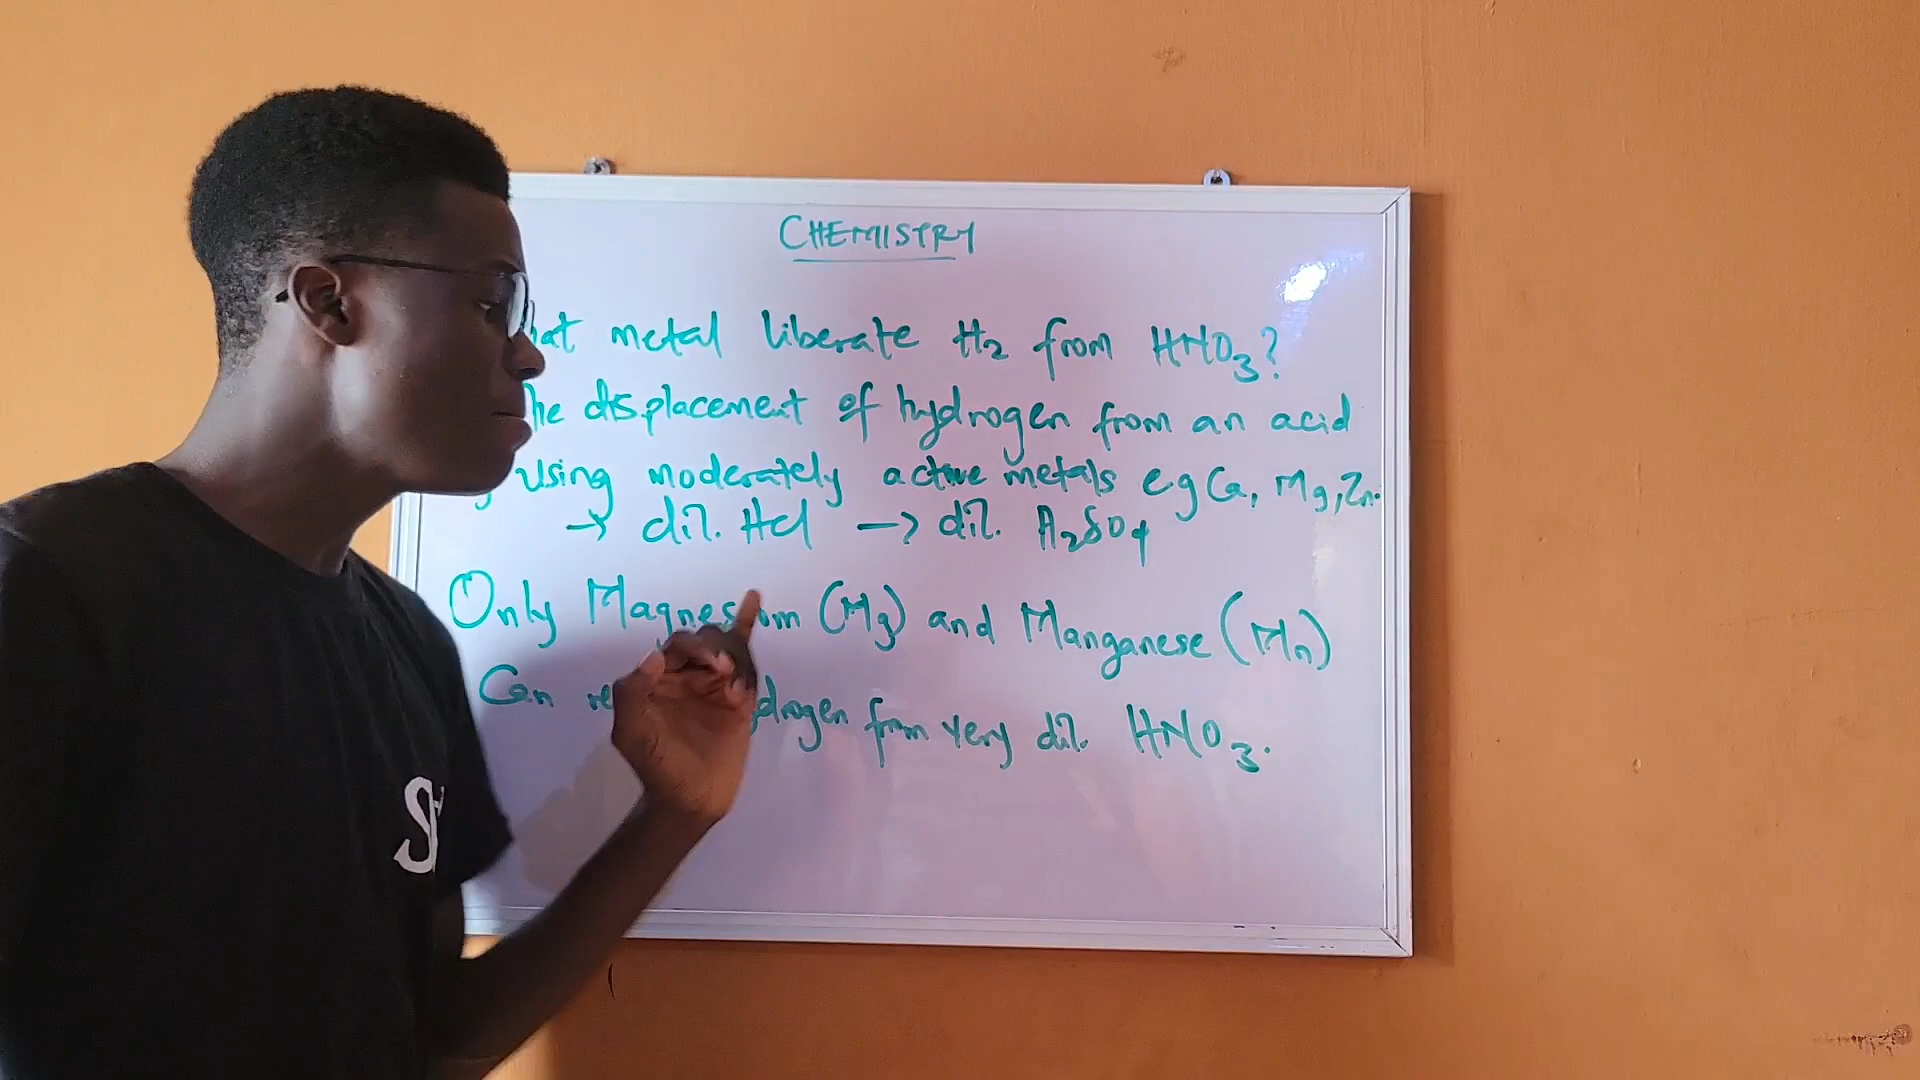 CHEMISTRY
hat metal liberate H2 from HNO3?
he displacement of hydrogen from an acid
y using moderately active metals eg Ca, Mg, Zn.
→ dil. HCl → dil. H2SO4
Only Magnesium (Mg) and Manganese (Mn)
Can drogen from very dil. HNO3.